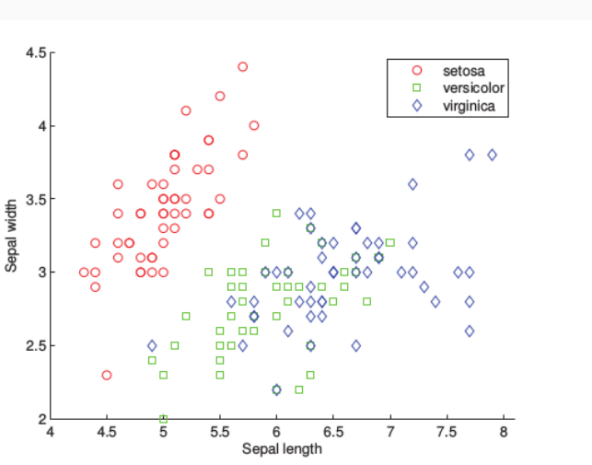 4.5
setosa
versicolor
virginica
4
3.5
Sepal width
3
2.5
2
4 4.5 5 5.5 6 6.5 7 7.5 8
Sepal length